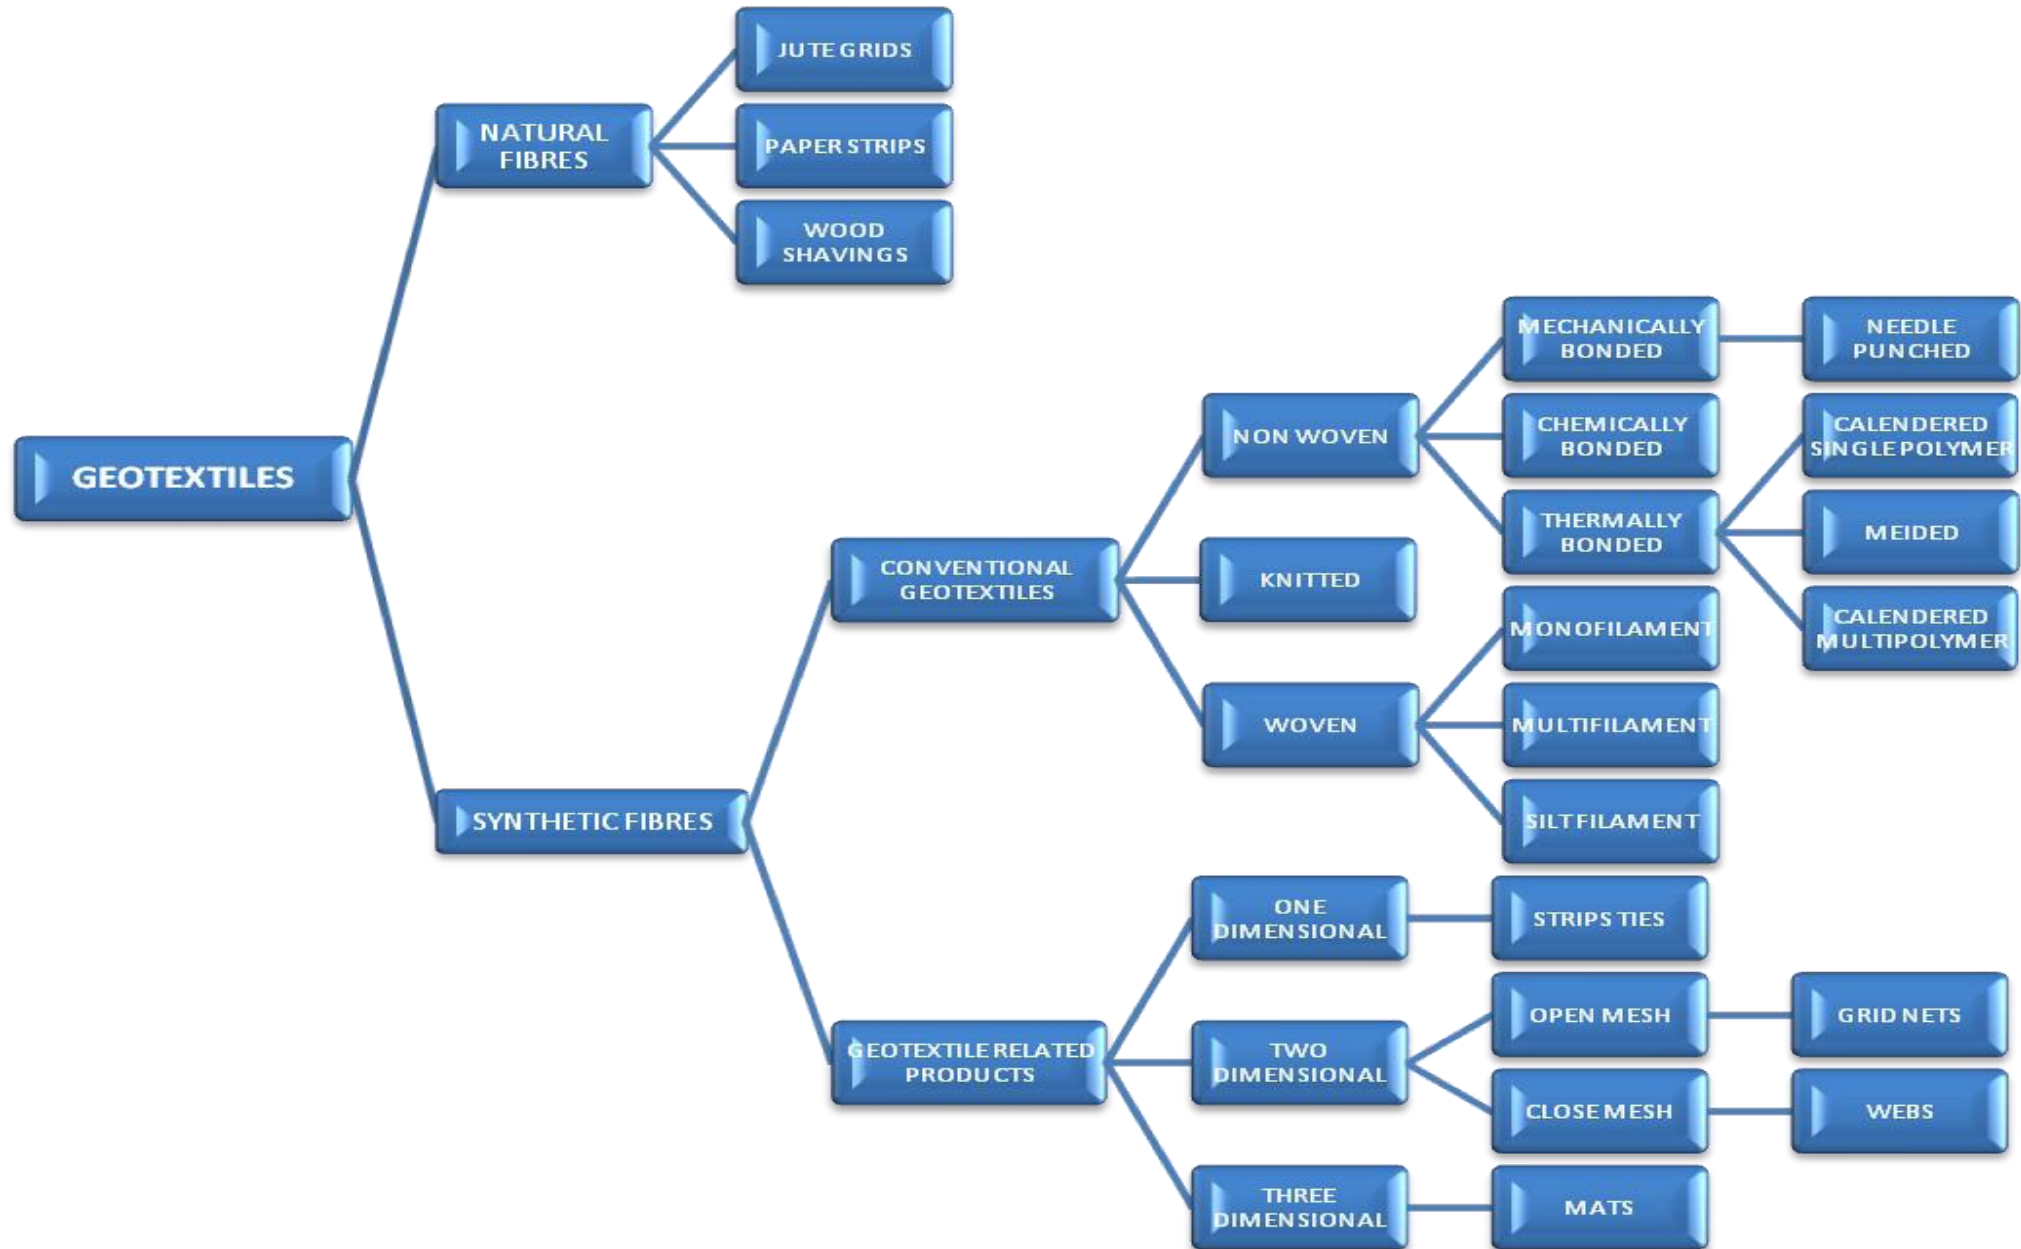 JUTE GRIDS
NATURAL
FIBRES
PAPER STRIPS
WOOD
SHAVINGS
MECHANICALLY
BONDED
NEEDLE
PUNCHED
NON WOVEN
CHEMICALLY
BONDED
CALENDERED
SINGLE POLYMER
GEOTEXTILES
THERMALLY
BONDED
MEIDED
CONVENTIONAL
GEOTEXTILES
KNITTED
MONOFILAMENT
CALENDERED
MULTIPOLYMER
WOVEN
MULTIFILAMENT
SYNTHETIC FIBRES
SILT FILAMENT
ONE
DIMENSIONAL
STRIPS TIES
OPEN MESH
GRID NETS
GEOTEXTILE RELATED
PRODUCTS
TWO
DIMENSIONAL
CLOSE MESH
WEBS
THREE
DIMENSIONAL
MATS